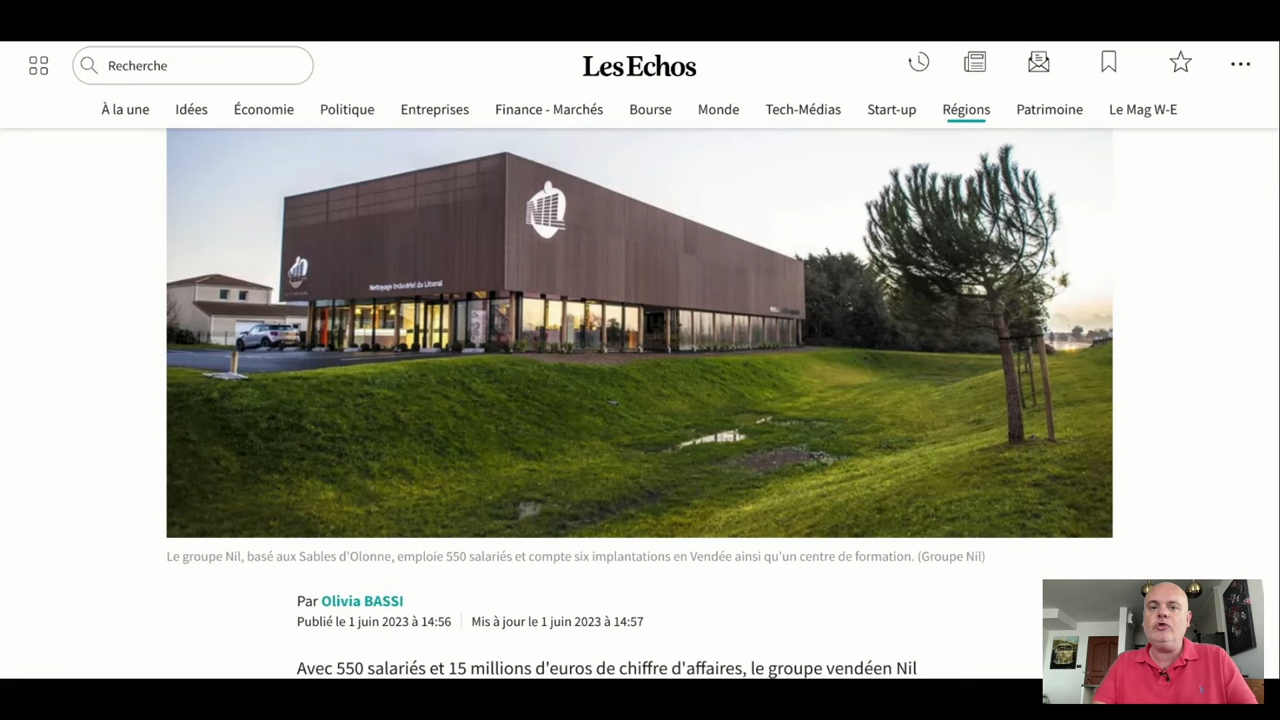 Recherche
Les Echos
À la une Idées Économie Politique Entreprises Finance - Marchés Bourse Monde Tech-Médias Start-up Régions Patrimoine Le Mag W-E
NIL
Nettoyage Industriel du Littoral
Le groupe Nil, basé aux Sables d'Olonne, emploie 550 salariés et compte six implantations en Vendée ainsi qu'un centre de formation. (Groupe Nil)
Par Olivia BASSI
Publié le 1 juin 2023 à 14:56 Mis à jour le 1 juin 2023 à 14:57
Avec 550 salariés et 15 millions d'euros de chiffre d'affaires, le groupe vendéen Nil